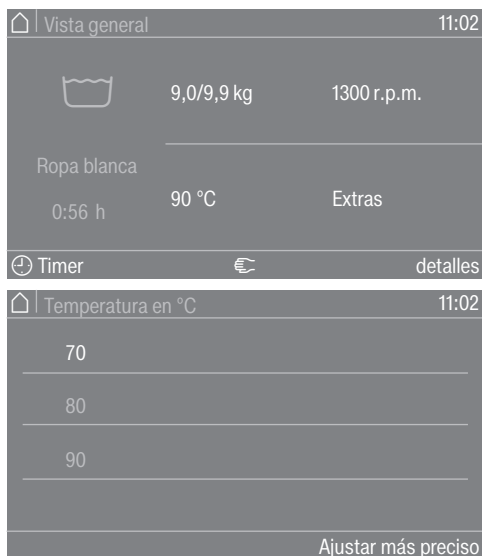 Vista general 11:02
9,0/9,9 kg 1300 r.p.m.
Ropa blanca
90 °C Extras
0:56 h
Timer detalles
Temperatura en °C 11:02
70
80
90
Ajustar más preciso